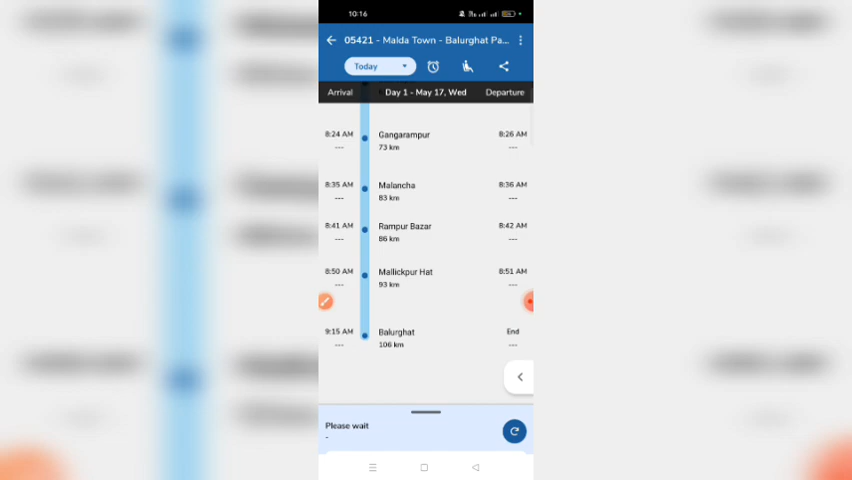 10:16
05421 - Malda Town - Balurghat Pa...
Today
Arrival Day 1 - May 17, Wed Departure
8:24 AM Gangarampur 8:26 AM
--- 73 km ---
8:35 AM Malancha 8:36 AM
--- 83 km ---
8:41 AM Rampur Bazar 8:42 AM
--- 86 km ---
8:50 AM Mallickpur Hat 8:51 AM
--- 93 km ---
9:15 AM Balurghat End
--- 106 km ---
Please wait
-